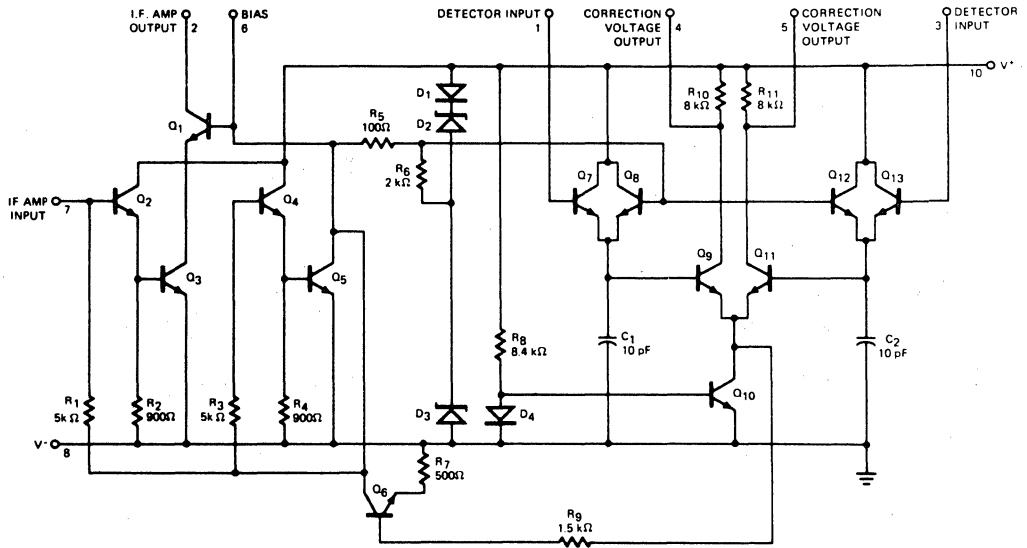 I.F. AMP
OUTPUT 2
BIAS
6
DETECTOR INPUT
1
CORRECTION
VOLTAGE
OUTPUT 4
CORRECTION
VOLTAGE
OUTPUT
5
DETECTOR
INPUT
3
10 V+
R10
8 kΩ
R11
8 kΩ
D1
D2
Q1
R5
100Ω
R6
2 kΩ
Q7
Q8
Q12
Q13
IF AMP
INPUT
7
Q2
Q4
Q3
Q5
Q9
Q11
R8
8.4 kΩ
C1
10 pF
C2
10 pF
Q10
R1
5k Ω
R2
900Ω
R3
5k Ω
R4
900Ω
D3
D4
V-
8
R7
500Ω
Q6
R9
1.5 kΩ